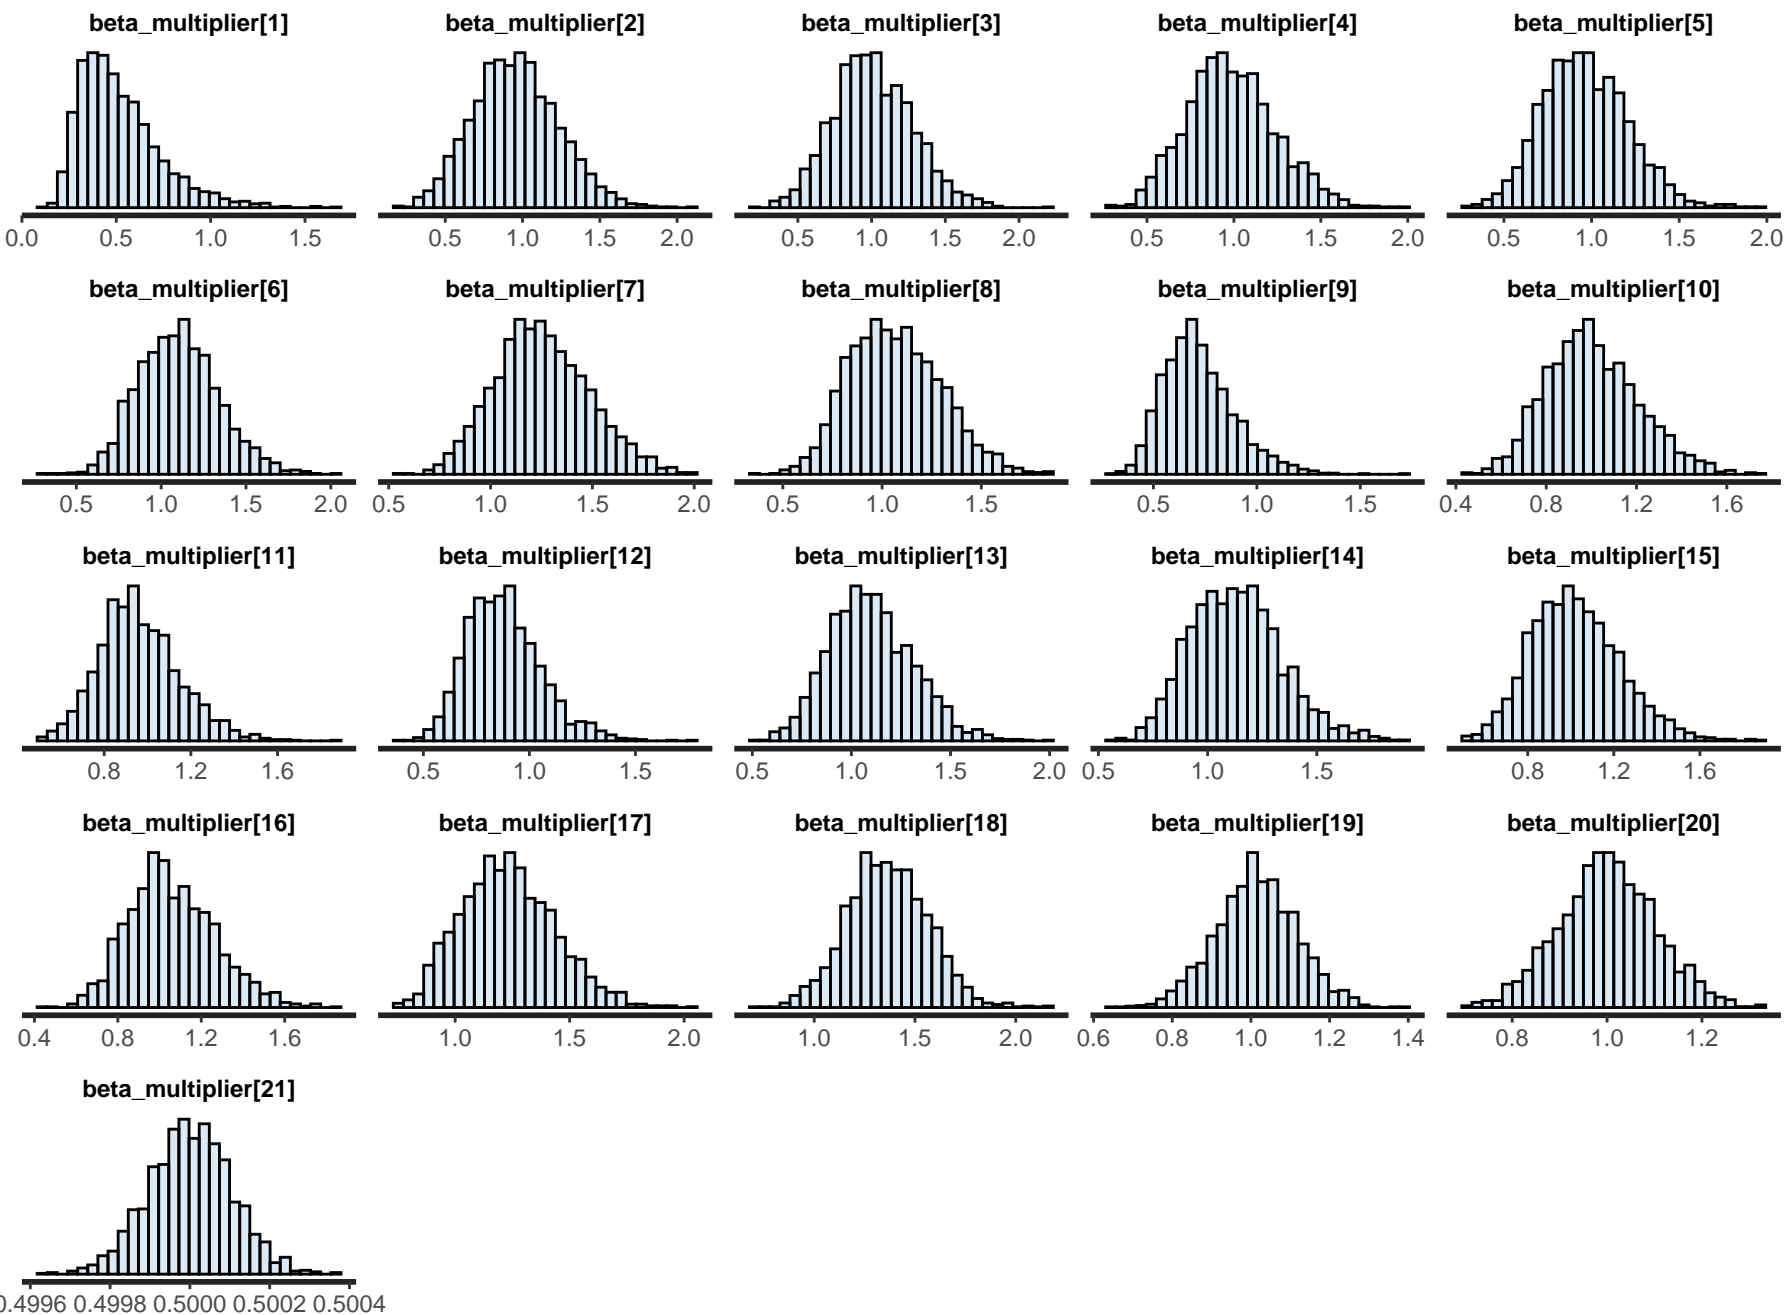 beta_multiplier[1] beta_multiplier[2] beta_multiplier[3] beta_multiplier[4] beta_multiplier[5]
0.0 0.5 1.0 1.5 0.5 1.0 1.5 2.0 0.5 1.0 1.5 2.0 0.5 1.0 1.5 2.0 0.5 1.0 1.5 2.0
beta_multiplier[6] beta_multiplier[7] beta_multiplier[8] beta_multiplier[9] beta_multiplier[10]
0.5 1.0 1.5 2.0 0.5 1.0 1.5 2.0 0.5 1.0 1.5 0.5 1.0 1.5 0.4 0.8 1.2 1.6
beta_multiplier[11] beta_multiplier[12] beta_multiplier[13] beta_multiplier[14] beta_multiplier[15]
0.8 1.2 1.6 0.5 1.0 1.5 0.5 1.0 1.5 2.0 0.5 1.0 1.5 0.8 1.2 1.6
beta_multiplier[16] beta_multiplier[17] beta_multiplier[18] beta_multiplier[19] beta_multiplier[20]
0.4 0.8 1.2 1.6 1.0 1.5 2.0 1.0 1.5 2.0 0.6 0.8 1.0 1.2 1.4 0.8 1.0 1.2
beta_multiplier[21]
0.4996 0.4998 0.5000 0.5002 0.5004